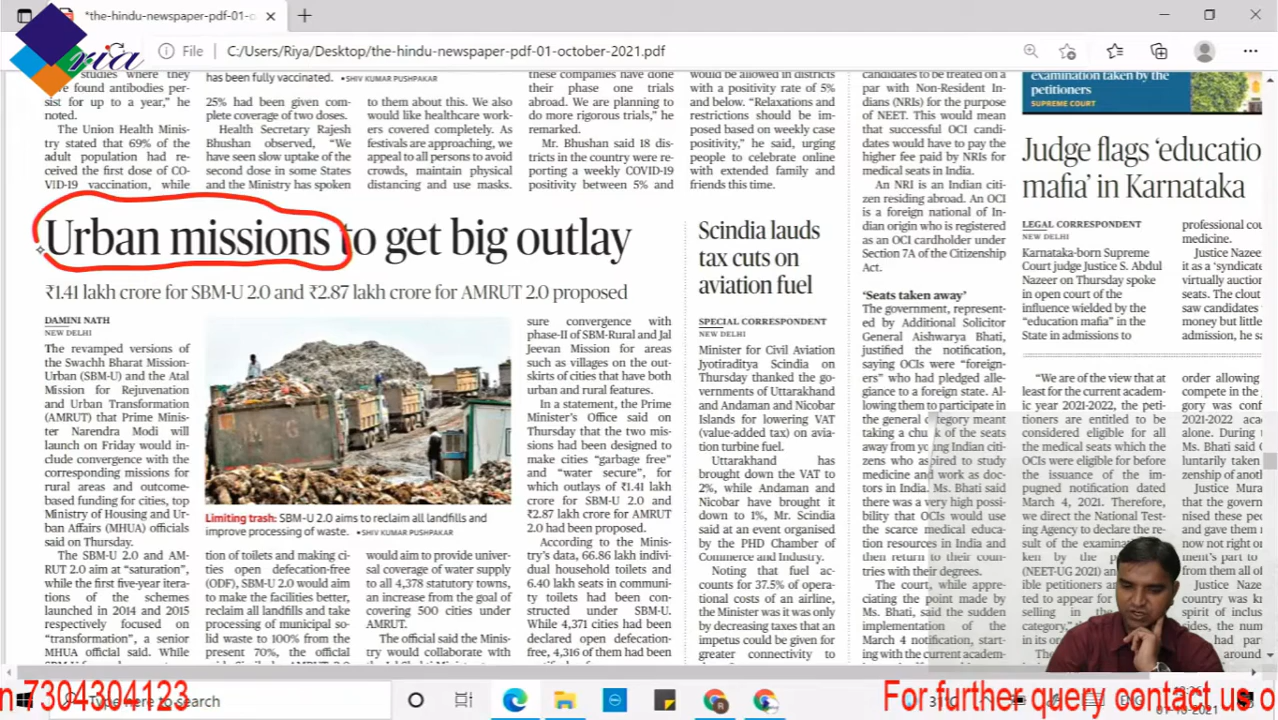 *the-hindu-newspaper-pdf-01-o
File
C:/Users/Riya/Desktop/the-hindu-newspaper-pdf-01-october-2021.pdf
ria
studies where they
found antibodies per-
sist for up to a year,” he
noted.
The Union Health Minis-
try stated that 69% of the
adult population had re-
ceived the first dose of CO-
VID-19 vaccination, while
has been fully vaccinated. • SHIV KUMAR PUSHPAKAR
25% had been given com-
plete coverage of two doses.
Health Secretary Rajesh
Bhushan observed, “We
have seen slow uptake of the
second dose in some States
and the Ministry has spoken
to them about this. We also
would like healthcare work-
ers covered completely. As
festivals are approaching, we
appeal to all persons to avoid
crowds, maintain physical
distancing and use masks.
these companies have done
their phase one trials
abroad. We are planning to
do more rigorous trials,” he
remarked.
Mr. Bhushan said 18 dis-
tricts in the country were re-
porting a weekly COVID-19
positivity between 5% and
would be allowed in districts
with a positivity rate of 5%
and below. “Relaxations and
restrictions should be im-
posed based on weekly case
positivity,” he said, urging
people to celebrate online
with extended family and
friends this time.
Urban missions to get big outlay
₹1.41 lakh crore for SBM-U 2.0 and ₹2.87 lakh crore for AMRUT 2.0 proposed
DAMINI NATH
NEW DELHI
The revamped versions of
the Swachh Bharat Mission-
Urban (SBM-U) and the Atal
Mission for Rejuvenation
and Urban Transformation
(AMRUT) that Prime Minis-
ter Narendra Modi will
launch on Friday would in-
clude convergence with the
corresponding missions for
rural areas and outcome-
based funding for cities, top
Ministry of Housing and Ur-
ban Affairs (MHUA) officials
said on Thursday.
The SBM-U 2.0 and AM-
RUT 2.0 aim at “saturation”,
while the first five-year itera-
tions of the schemes
launched in 2014 and 2015
respectively focused on
“transformation”, a senior
MHUA official said. While
Limiting trash: SBM-U 2.0 aims to reclaim all landfills and
improve processing of waste. • SHIV KUMAR PUSHPAKAR
tion of toilets and making ci-
ties open defecation-free
(ODF), SBM-2.0 would aim
to make the facilities better,
reclaim all landfills and take
processing of municipal so-
lid waste to 100% from the
present 70%, the official
would aim to provide univer-
sal coverage of water supply
to all 4,378 statutory towns,
an increase from the goal of
covering 500 cities under
AMRUT.
The official said the Minis-
try would collaborate with
sure convergence with
phase-II of SBM-Rural and Jal
Jeevan Mission for areas
such as villages on the out-
skirts of cities that have both
urban and rural features.
In a statement, the Prime
Minister’s Office said on
Thursday that the two mis-
sions had been designed to
make cities “garbage free”
and “water secure”, for
which outlays of ₹1.41 lakh
crore for SBM-U 2.0 and
₹2.87 lakh crore for AMRUT
2.0 had been proposed.
According to the Minis-
try’s data, 66.86 lakh indivi-
dual household toilets and
6.40 lakh seats in communi-
ty toilets had been con-
structed under SBM-U.
While 4,371 cities had been
declared open defecation-
free, 4,316 of them had been
Scindia lauds
tax cuts on
aviation fuel
SPECIAL CORRESPONDENT
NEW DELHI
Minister for Civil Aviation
Jyotiraditya Scindia on
Thursday thanked the go-
vernments of Uttarakhand
and Andaman and Nicobar
Islands for lowering VAT
(value-added tax) on avia-
tion turbine fuel.
Uttarakhand has
brought down the VAT to
2%, while Andaman and
Nicobar have brought it
down to 1%, Mr. Scindia
said at an event organised
by the PHD Chamber of
Commerce and Industry.
Noting that fuel ac-
counts for 37.5% of opera-
tional costs of an airline,
the Minister was it was only
by decreasing taxes that an
impetus could be given for
greater connectivity to
candidates to be treated on a
par with Non-Resident In-
dians (NRIs) for the purpose
of NEET. This would mean
that successful OCI candi-
dates would have to pay the
higher fee paid by NRIs for
medical seats in India.
An NRI is an Indian citi-
zen residing abroad. An OCI
is a foreign national of In-
dian origin who is registered
as an OCI cardholder under
Section 7A of the Citizenship
Act.
‘Seats taken away’
The government, represent-
ed by Additional Solicitor
General Aishwarya Bhati,
justified the notification,
saying OCIs were “foreign-
ers” who had pledged alle-
giance to a foreign state. Al-
lowing them to participate in
the general category meant
taking a chunk of the seats
away from young Indian citi-
zens who aspired to study
medicine and work as doc-
tors in India. Ms. Bhati said
there was a very high possi-
bility that OCIs would use
the scarce medical educa-
tion resources in India and
then return to their coun-
tries with their degrees.
The court, while appre-
ciating the point made by
Ms. Bhati, said the sudden
implementation of the
March 4 notification, start-
ing with the current academ-
examination taken by the
petitioners
SUPREME COURT
Judge flags ‘educatio
mafia’ in Karnataka
LEGAL CORRESPONDENT
NEW DELHI
Karnataka-born Supreme
Court judge Justice S. Abdul
Nazeer on Thursday spoke
in open court of the
influence wielded by the
“education mafia” in the
State in admissions to
professional cou
medicine.
Justice Nazee
it as a ‘syndicate
virtually auction
seats. The clout
saw candidates
money but little
admission, he sa
“We are of the view that at
least for the current academ-
ic year 2021-2022, the peti-
tioners are entitled to be
considered eligible for all
the medical seats which the
OCIs were eligible for before
the issuance of the im-
pugned notification dated
March 4, 2021. Therefore,
we direct the National Test-
ing Agency to declare the re-
sult of the examination
ken by the
(NEET-UG 2021)
ible petitioners
ted to appear for
selling in the
category,”
in its
order allowing
compete in the
gory was conf
2021-2022 aca
alone. During
Ms. Bhati cond
luntarily taken
zenship of anot
Justice Mura
that the govern
nised these peo
and gave them
now not right o
ment’s part to
from them all o
Justice Nazee
country was k
spirit of inclus
cides, the num
had par
around
n 7304304123
Type here to search
For further query contact us o
01-10-2021